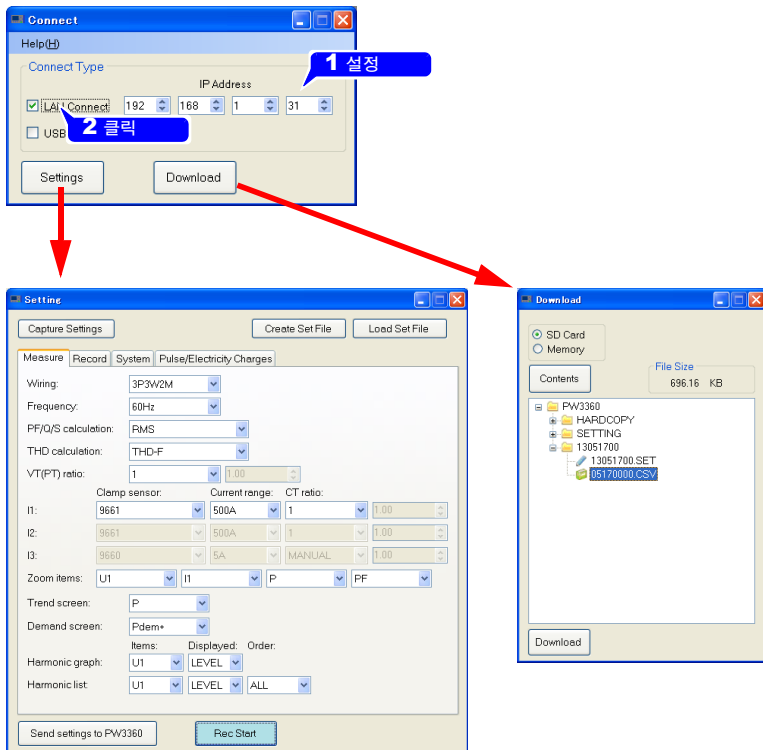 Connect
Help(H)
Connect Type
1 설정
IP Address
LAN Connect 192 168 1 31
2 클릭
USB
Settings Download
Setting
Capture Settings Create Set File Load Set File
Measure Record System Pulse/Electricity Charges
Wiring: 3P3W2M
Frequency: 60Hz
PF/Q/S calculation: RMS
THD calculation: THD-F
VT(PT) ratio: 1 1.00
Clamp sensor: Current range: CT ratio:
I1: 9661 500A 1 1.00
I2: 9661 500A 1 1.00
I3: 9660 5A MANUAL 1.00
Zoom items: U1 I1 P PF
Trend screen: P
Demand screen: Pdem+
Items: Displayed: Order:
Harmonic graph: U1 LEVEL
Harmonic list: U1 LEVEL ALL
Send settings to PW3360 Rec Start
Download
SD Card
Memory
Contents
File Size
696.16 KB
PW3360
HARDCOPY
SETTING
13051700
13051700.SET
05170000.CSV
Download